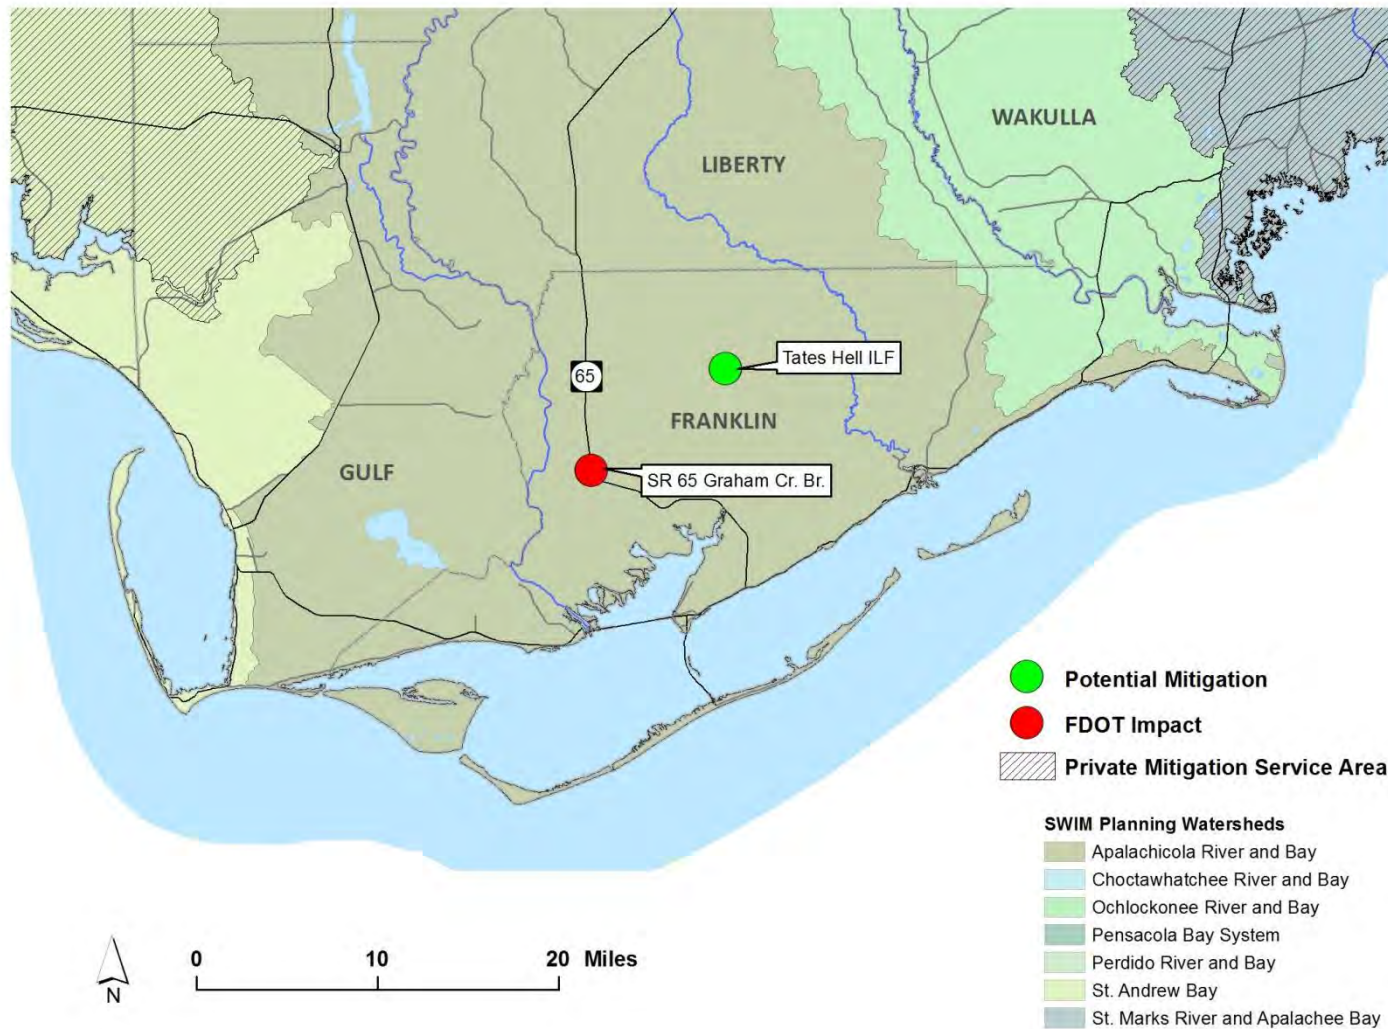 WAKULLA
LIBERTY
Tates Hell ILF
65
FRANKLIN
GULF
SR 65 Graham Cr. Br.
Potential Mitigation
FDOT Impact
Private Mitigation Service Area
SWIM Planning Watersheds
Apalachicola River and Bay
Choctawhatchee River and Bay
Ochlockonee River and Bay
Pensacola Bay System
Perdido River and Bay
St. Andrew Bay
St. Marks River and Apalachee Bay
0 10 20 Miles
N